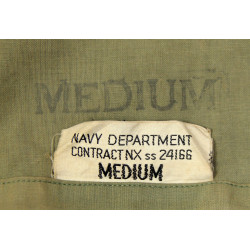 MEDIUM
NAVY DEPARTMENT
CONTRACT NX ss 24166
MEDIUM